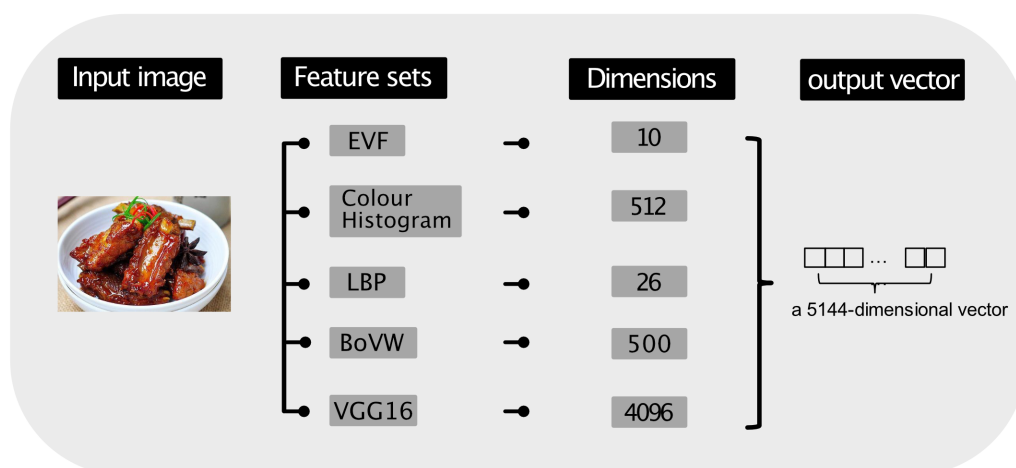 Input image
Feature sets
Dimensions
output vector
EVF
10
Colour
Histogram
512
LBP
26
BoVW
500
VGG16
4096
...
a 5144-dimensional vector